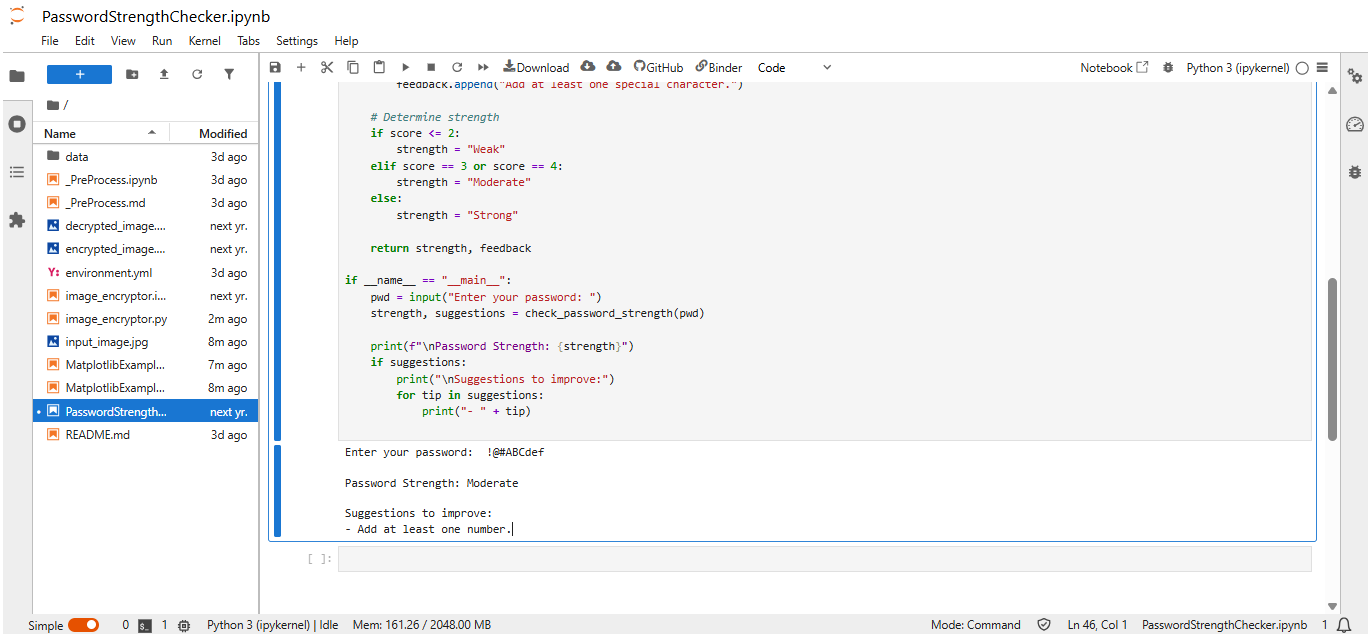 PasswordStrengthChecker.ipynb
File Edit View Run Kernel Tabs Settings Help
+
Download GitHub Binder Code Notebook Python 3 (ipykernel)
/
Name Modified
data 3d ago
_PreProcess.ipynb 3d ago
_PreProcess.md 3d ago
decrypted_image.... next yr.
encrypted_image.... next yr.
Y: environment.yml 3d ago
image_encryptor.i... next yr.
image_encryptor.py 2m ago
input_image.jpg 8m ago
MatplotlibExampl... 7m ago
MatplotlibExampl... 8m ago
PasswordStrength... next yr.
README.md 3d ago
feedback.append("Add at least one special character.")
# Determine strength
if score <= 2:
strength = "Weak"
elif score == 3 or score == 4:
strength = "Moderate"
else:
strength = "Strong"
return strength, feedback
if __name__ == "__main__":
pwd = input("Enter your password: ")
strength, suggestions = check_password_strength(pwd)
print(f"\nPassword Strength: {strength}")
if suggestions:
print("\nSuggestions to improve:")
for tip in suggestions:
print("- " + tip)
Enter your password:  !@#ABCdef
Password Strength: Moderate
Suggestions to improve:
- Add at least one number.
[ ]:
Simple 0 $_ 1 Python 3 (ipykernel) | Idle Mem: 161.26 / 2048.00 MB Mode: Command Ln 46, Col 1 PasswordStrengthChecker.ipynb 1